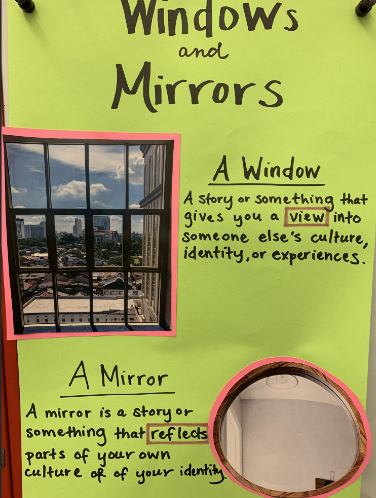 Windows
and
Mirrors
A Window
A story or something that
gives you a view into
someone else's culture,
identity, or experiences.
A Mirror
A mirror is a story or
something that reflects
parts of your own
culture of of your identity.